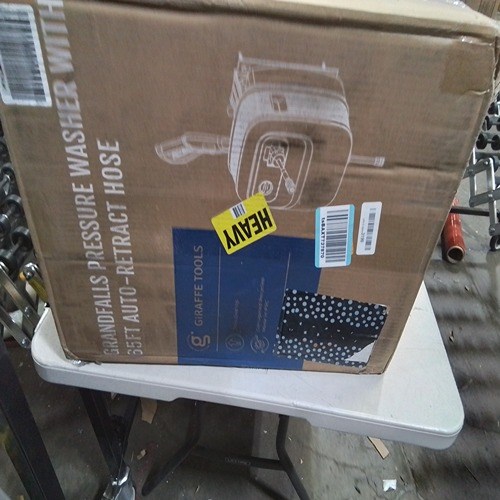 GRANDFALLS PRESSURE WASHER WITH
65FT AUTO-RETRACT HOSE
HEAVY
g GIRAFFE TOOLS